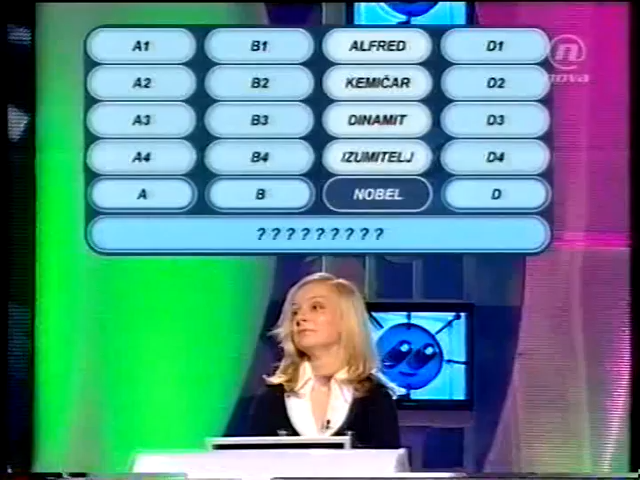 A1 B1 ALFRED D1
A2 B2 KEMIČAR D2
A3 B3 DINAMIT D3
A4 B4 IZUMITELJ D4
A B NOBEL D
?????????
nova